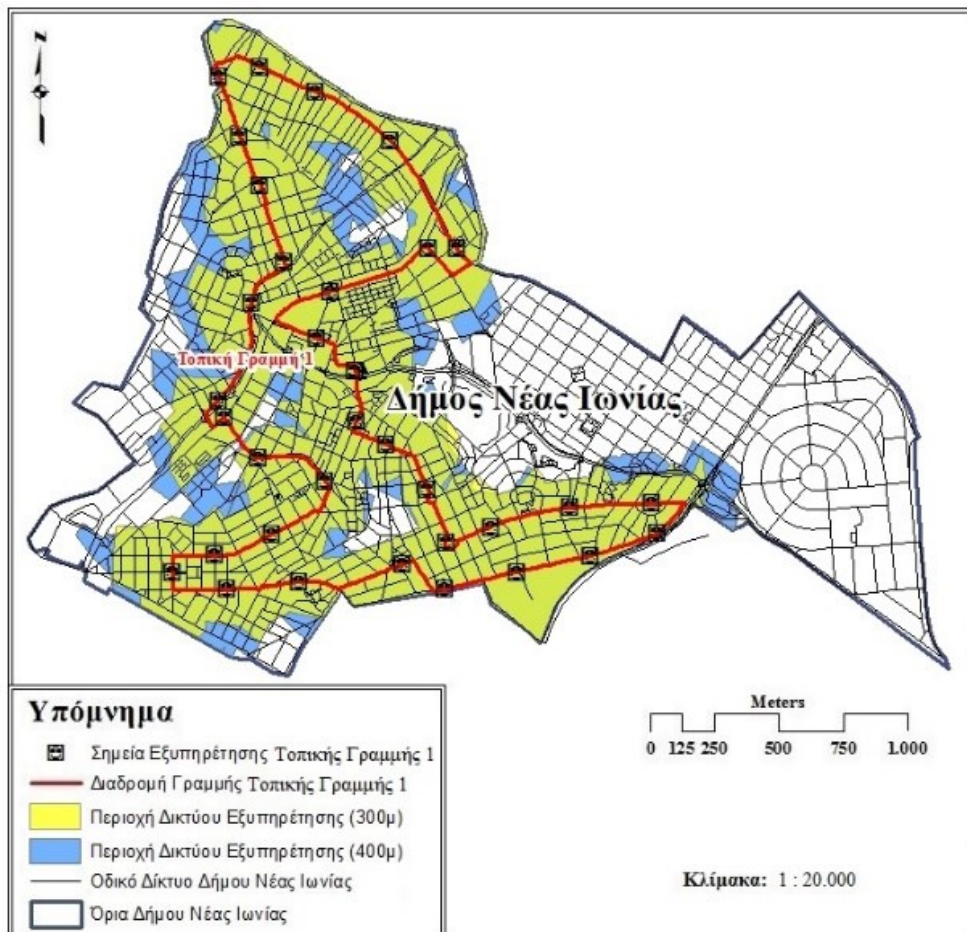 N
Τοπική Γραμμή 1
Δήμος Νέας Ιωνίας
Υπόμνημα
Σημεία Εξυπηρέτησης Τοπικής Γραμμής 1
Διαδρομή Γραμμής Τοπικής Γραμμής 1
Περιοχή Δικτύου Εξυπηρέτησης (300μ)
Περιοχή Δικτύου Εξυπηρέτησης (400μ)
Οδικό Δίκτυο Δήμου Νέας Ιωνίας
Όρια Δήμου Νέας Ιωνίας
Meters
0 125 250 500 750 1.000
Κλίμακα: 1 : 20.000